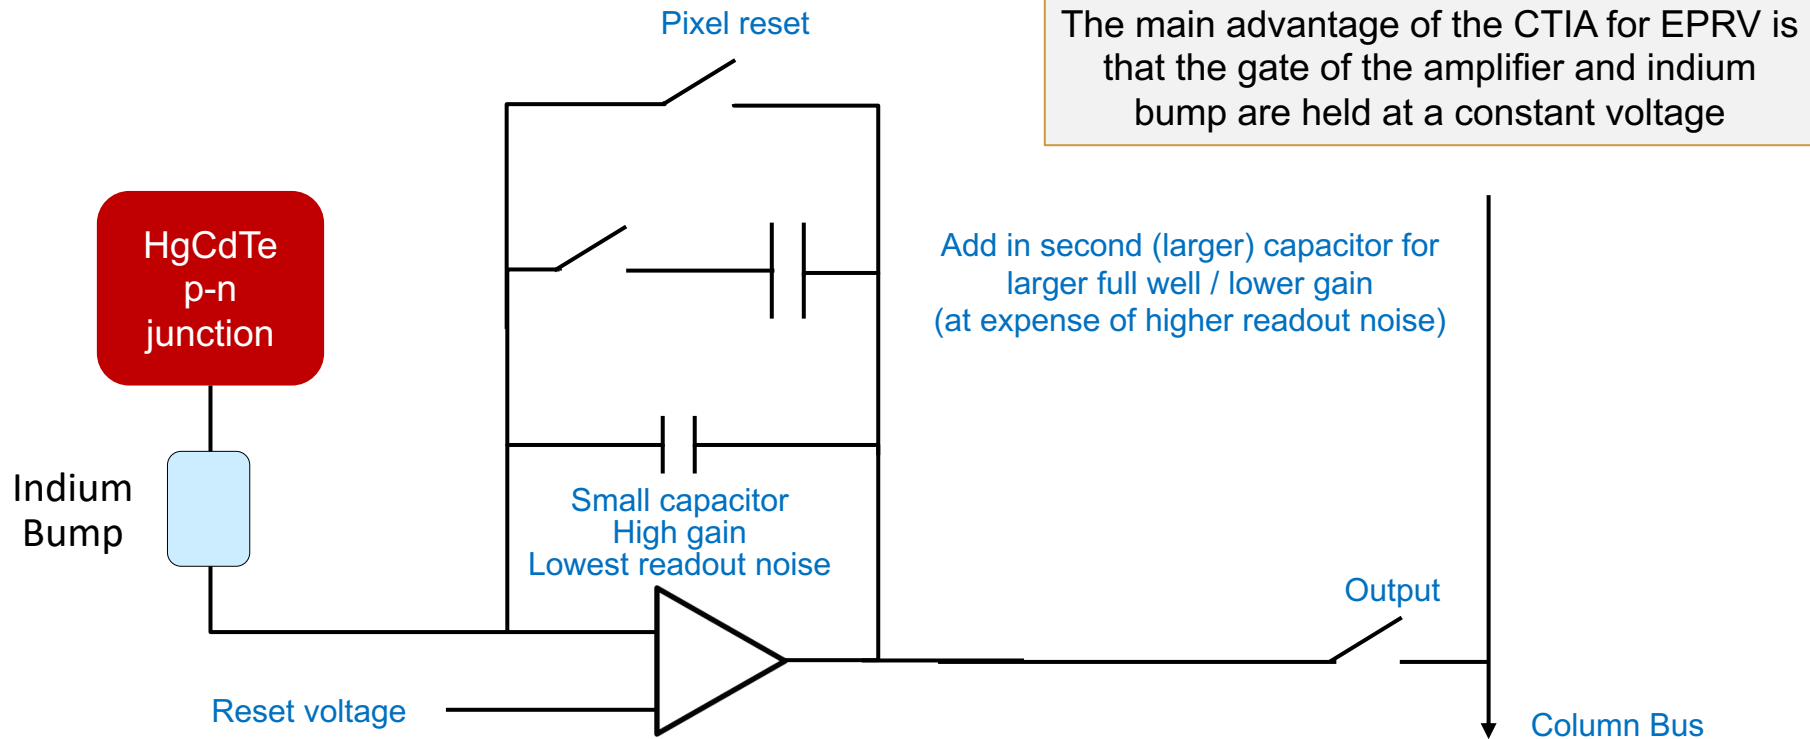 Pixel reset
The main advantage of the CTIA for EPRV is
that the gate of the amplifier and indium
bump are held at a constant voltage
HgCdTe
p-n
junction
Add in second (larger) capacitor for
larger full well / lower gain
(at expense of higher readout noise)
Indium
Bump
Small capacitor
High gain
Lowest readout noise
Output
Reset voltage
Column Bus